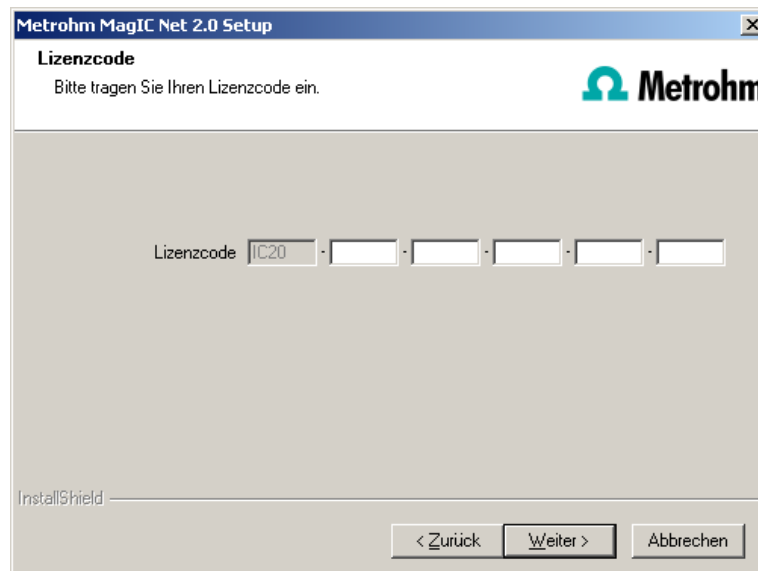 Metrohm MagIC Net 2.0 Setup
Lizenzcode
Bitte tragen Sie Ihren Lizenzcode ein.
Metrohm
Lizenzcode IC20 - - - - -
InstallShield
< Zurück Weiter > Abbrechen